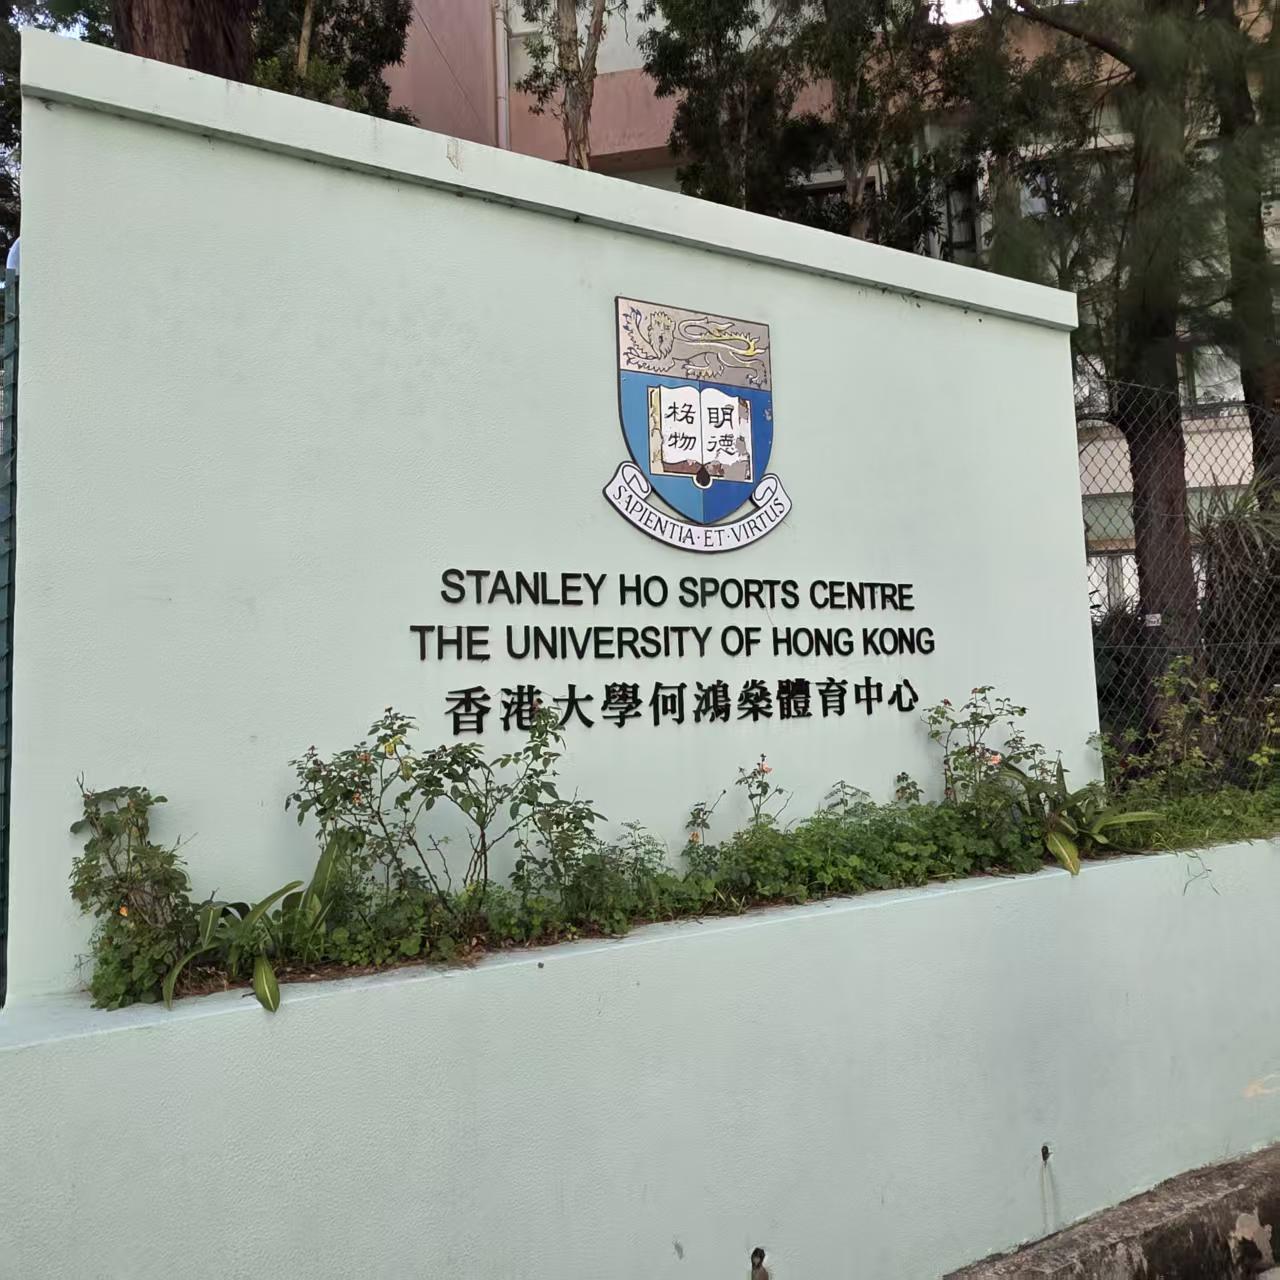 明德
格物
SAPIENTIA·ET·VIRTUS
STANLEY HO SPORTS CENTRE
THE UNIVERSITY OF HONG KONG
香港大學何鴻燊體育中心